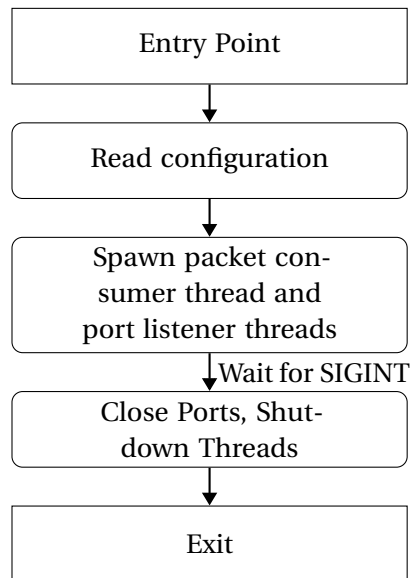 Entry Point
Read configuration
Spawn packet con-
sumer thread and
port listener threads
Wait for SIGINT
Close Ports, Shut-
down Threads
Exit